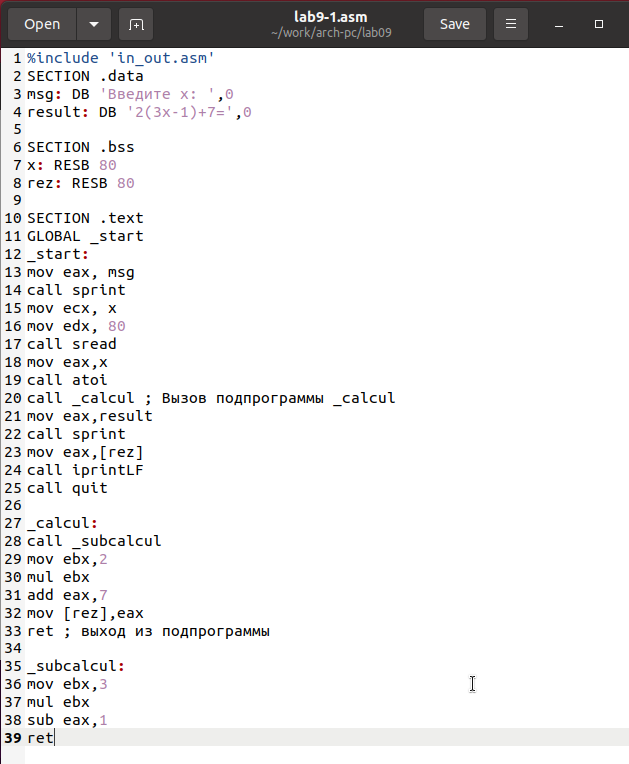 Open
lab9-1.asm
~/work/arch-pc/lab09
Save
1 %include 'in_out.asm'
2 SECTION .data
3 msg: DB 'Введите x: ',0
4 result: DB '2(3x-1)+7=',0
5
6 SECTION .bss
7 x: RESB 80
8 rez: RESB 80
9
10 SECTION .text
11 GLOBAL _start
12 _start:
13 mov eax, msg
14 call sprint
15 mov ecx, x
16 mov edx, 80
17 call sread
18 mov eax,x
19 call atoi
20 call _calcul ; Вызов подпрограммы _calcul
21 mov eax,result
22 call sprint
23 mov eax,[rez]
24 call iprintLF
25 call quit
26
27 _calcul:
28 call _subcalcul
29 mov ebx,2
30 mul ebx
31 add eax,7
32 mov [rez],eax
33 ret ; выход из подпрограммы
34
35 _subcalcul:
36 mov ebx,3
37 mul ebx
38 sub eax,1
39 ret